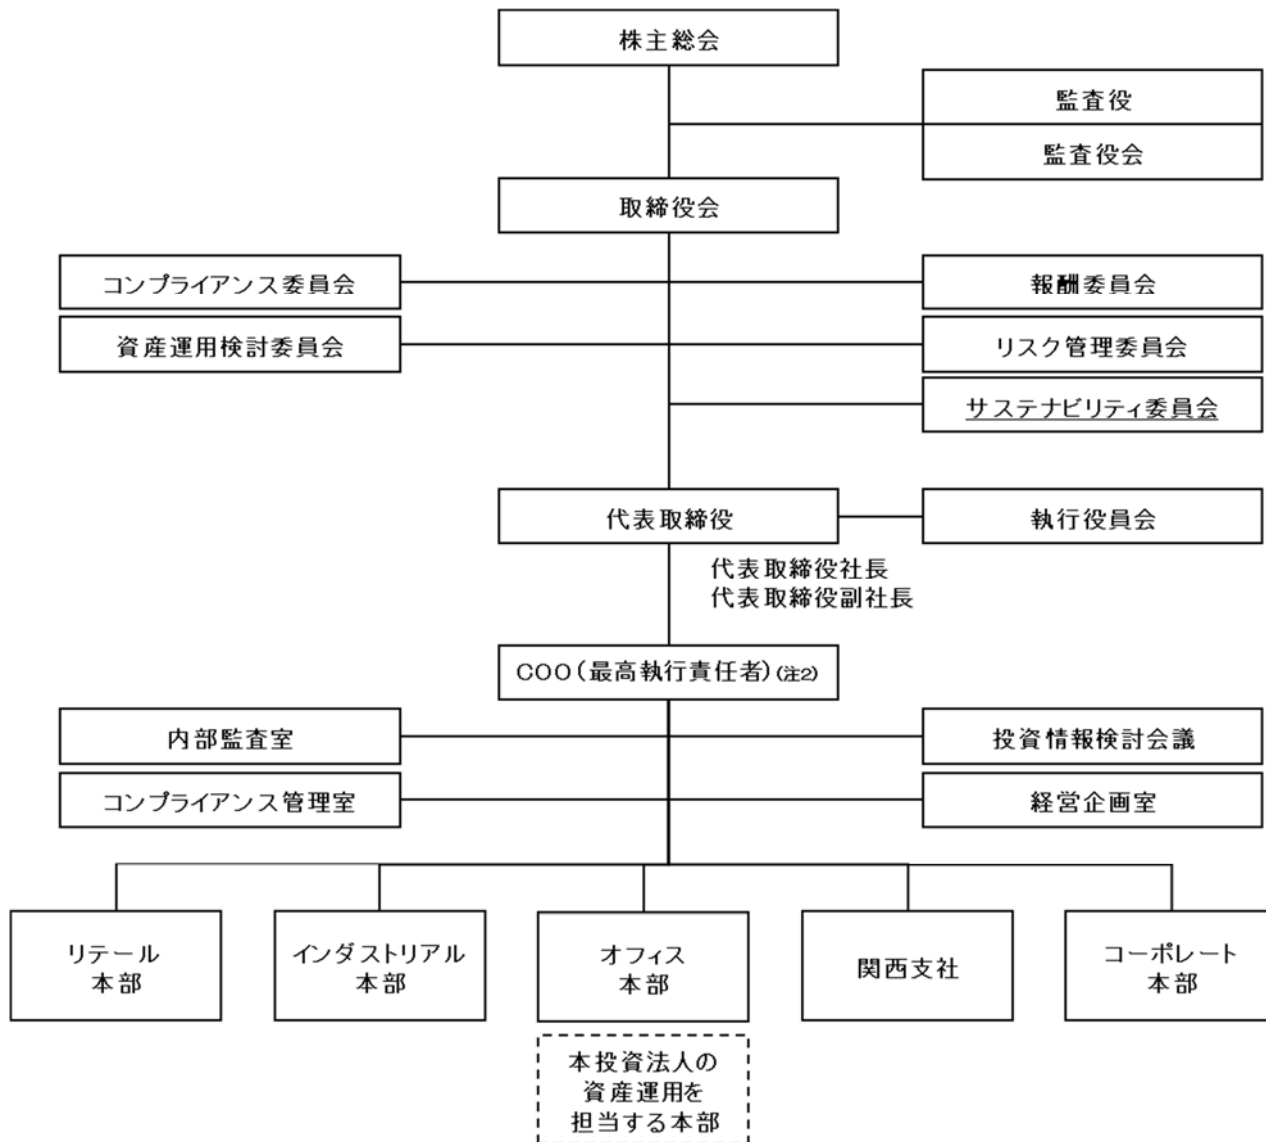 株主総会
監査役
監査役会
取締役会
コンプライアンス委員会
報酬委員会
資産運用検討委員会
リスク管理委員会
サステナビリティ委員会
代表取締役
執行役員会
代表取締役社長
代表取締役副社長
COO(最高執行責任者)(注2)
内部監査室
投資情報検討会議
コンプライアンス管理室
経営企画室
リテール
本部
インダストリアル
本部
オフィス
本部
関西支社
コーポレート
本部
本投資法人の
資産運用を
担当する本部